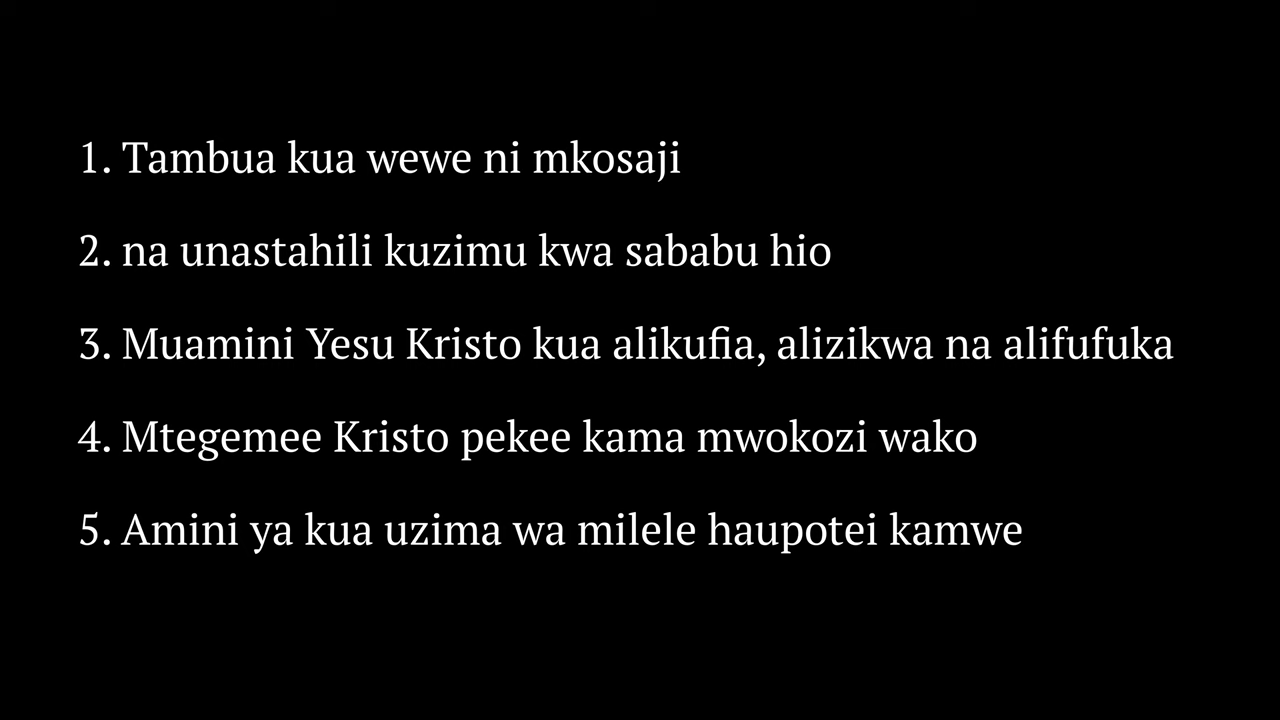 1. Tambua kua wewe ni mkosaji
2. na unastahili kuzimu kwa sababu hio
3. Muamini Yesu Kristo kua alikufia, alizikwa na alifufuka
4. Mtegemee Kristo pekee kama mwokozi wako
5. Amini ya kua uzima wa milele haupotei kamwe